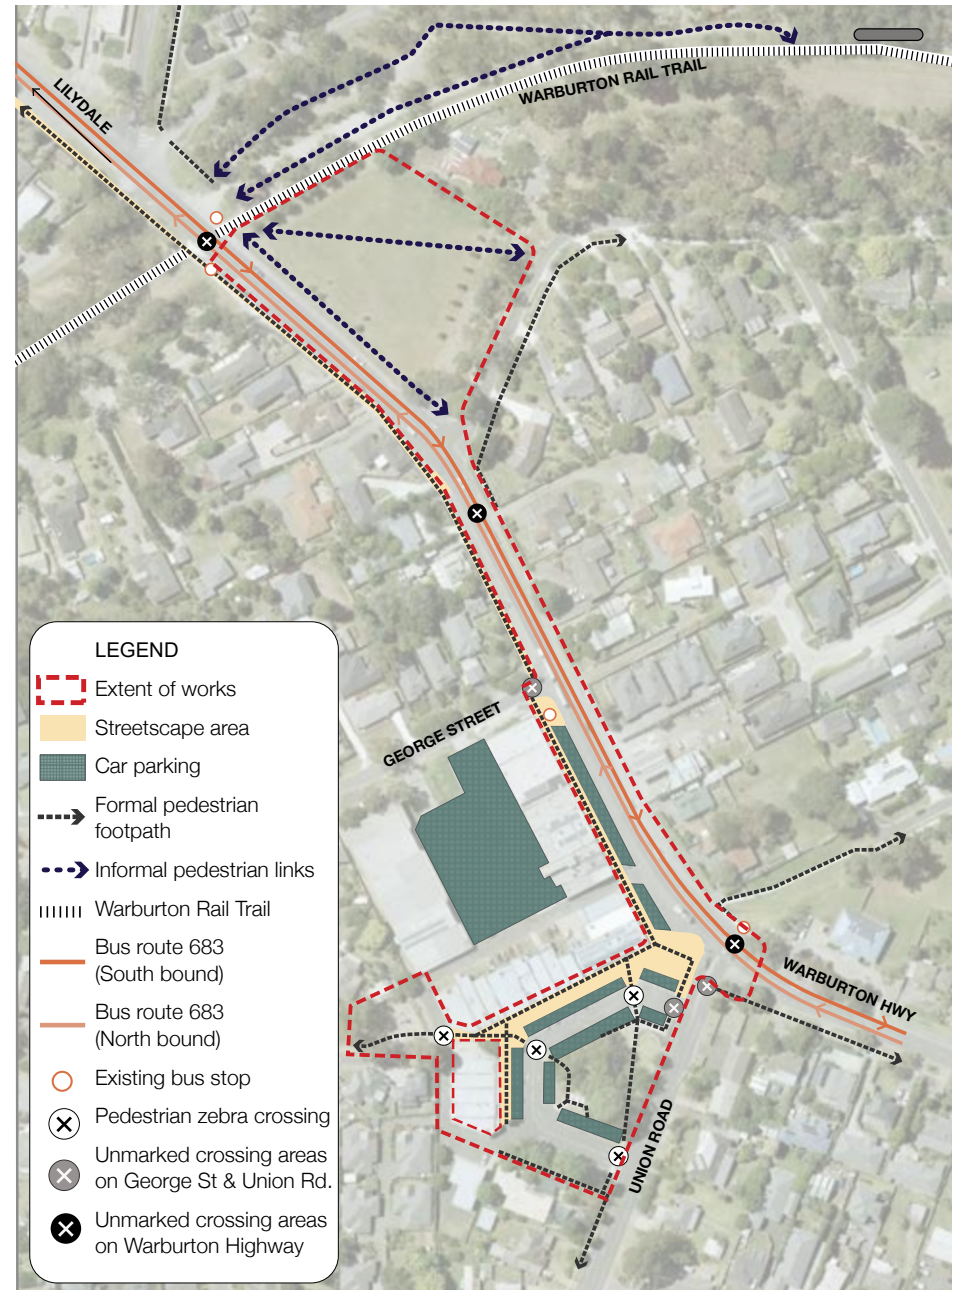 LILYDALE
WARBURTON RAIL TRAIL
GEORGE STREET
WARBURTON HWY
UNION ROAD
LEGEND
Extent of works
Streetscape area
Car parking
Formal pedestrian
footpath
Informal pedestrian links
Warburton Rail Trail
Bus route 683
(South bound)
Bus route 683
(North bound)
Existing bus stop
Pedestrian zebra crossing
Unmarked crossing areas
on George St & Union Rd.
Unmarked crossing areas
on Warburton Highway